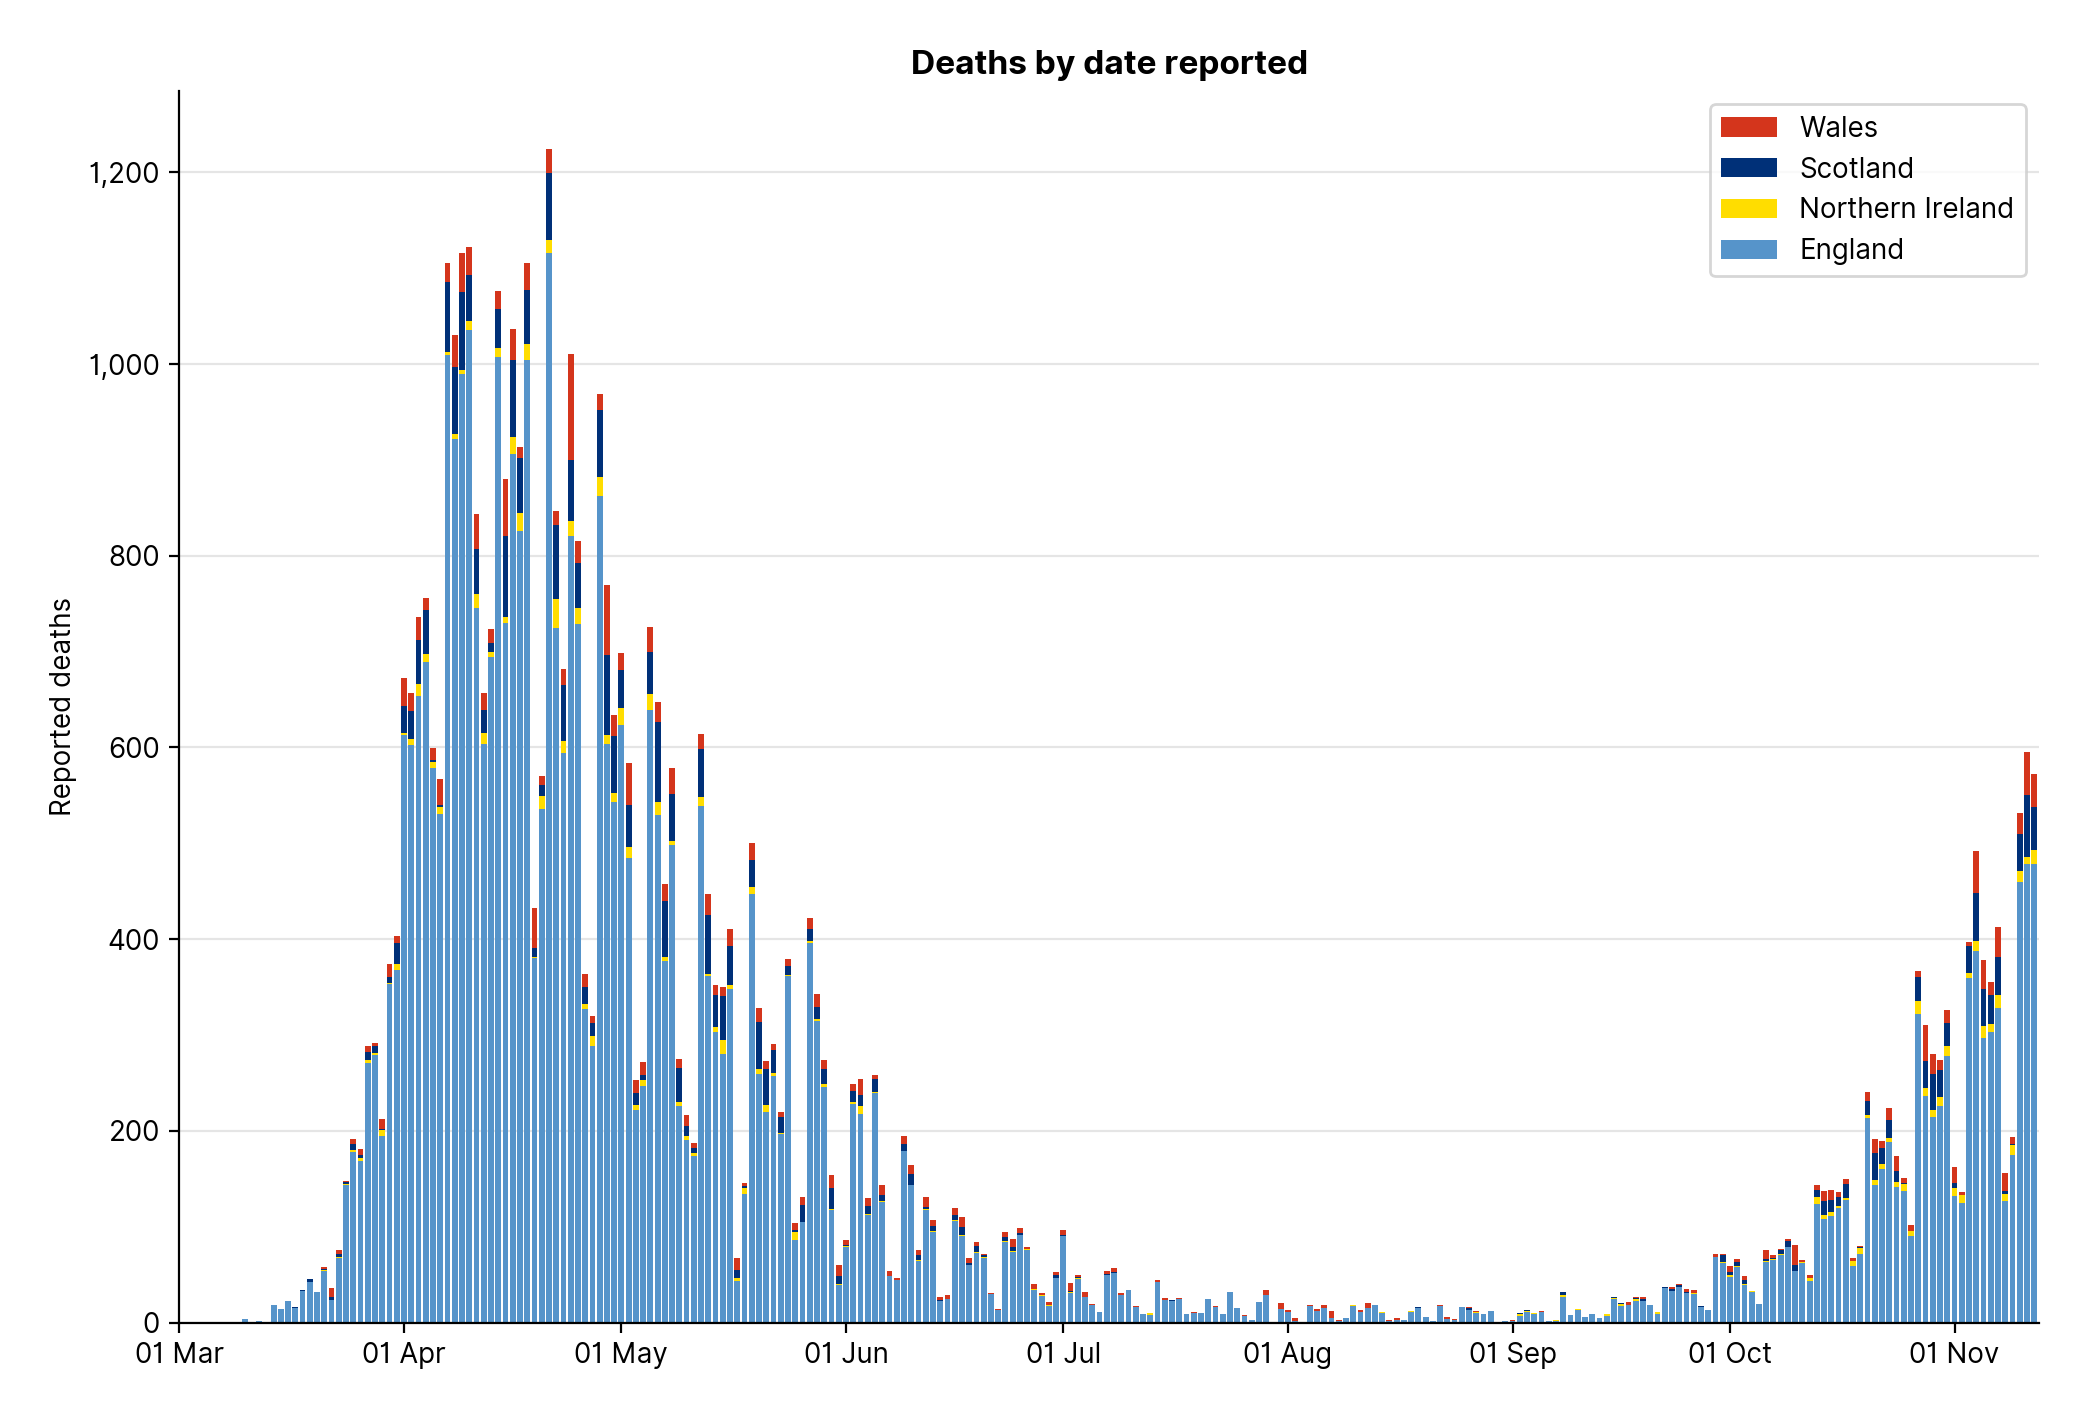 Deaths by date reported
Wales
Scotland
Northern Ireland
England
Reported deaths
1,200
1,000
800
600
400
200
0
01 Mar
01 Apr
01 May
01 Jun
01 Jul
01 Aug
01 Sep
01 Oct
01 Nov